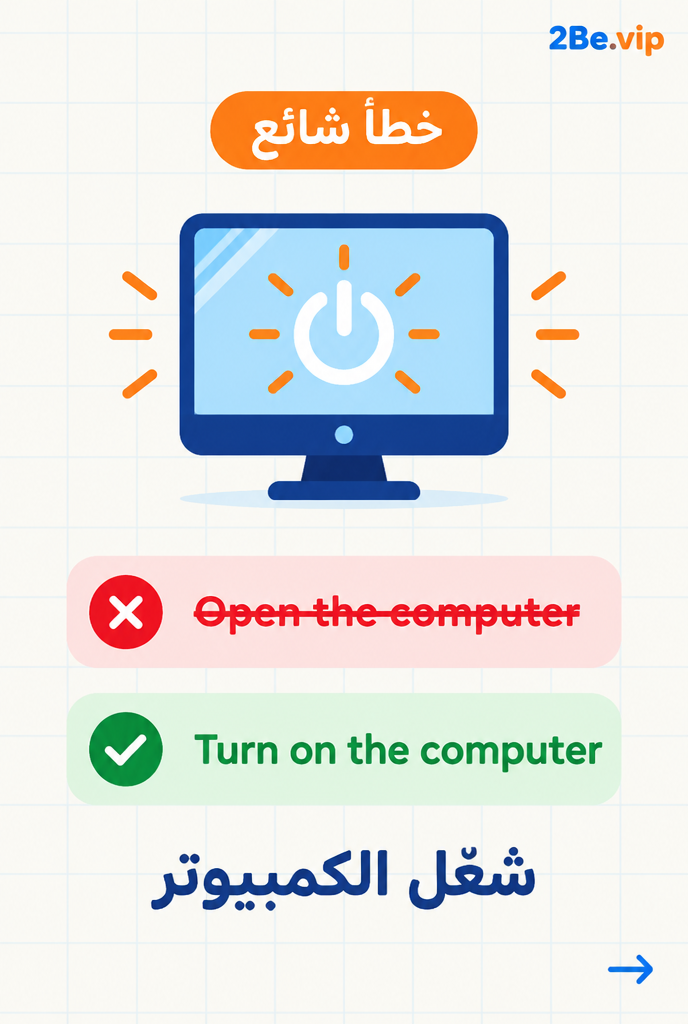 2Be.vip
خطأ شائع
Open the computer
Turn on the computer
شغّل الكمبيوتر